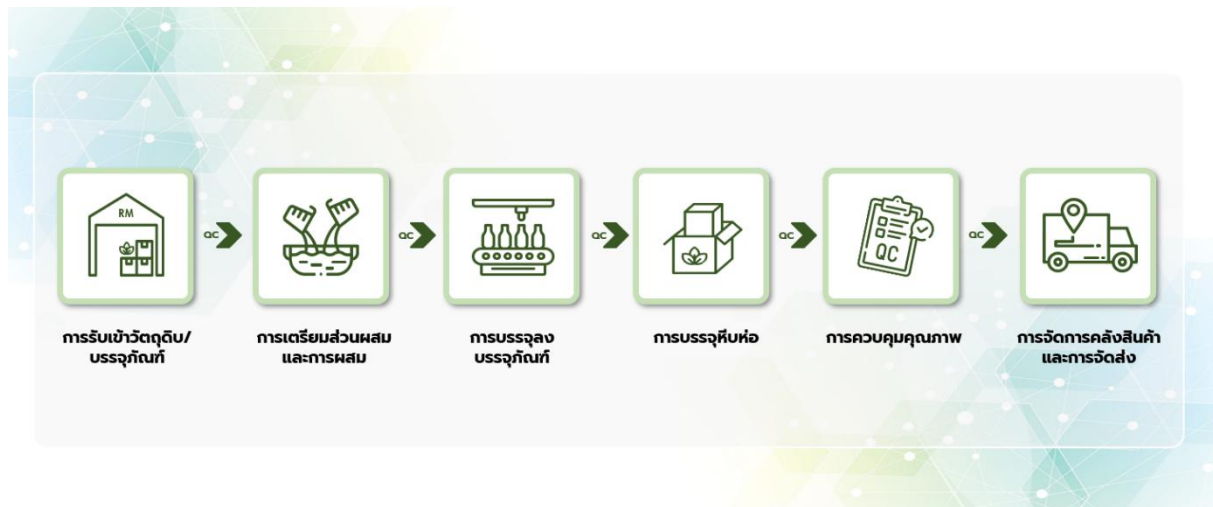 RM
QC
QC
QC
QC
QC
QC
การรับเข้าวัตถุดิบ/
บรรจุภัณฑ์
การเตรียมส่วนผสม
และการผสม
การบรรจุลง
บรรจุภัณฑ์
การบรรจุหีบห่อ
การควบคุมคุณภาพ
การจัดการคลังสินค้า
และการจัดส่ง